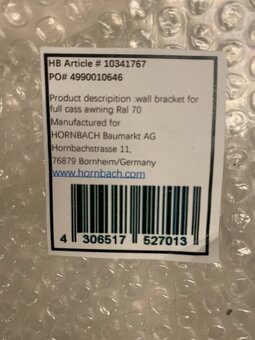 HB Article # 10341767
PO# 4990010646
Product descripition :wall bracket for
full cass awning Ral 70
Manufactured for
HORNBACH Baumarkt AG
Hornbachstrasse 11,
76879 Bornheim/Germany
www.hornbach.com
4 306517 527013